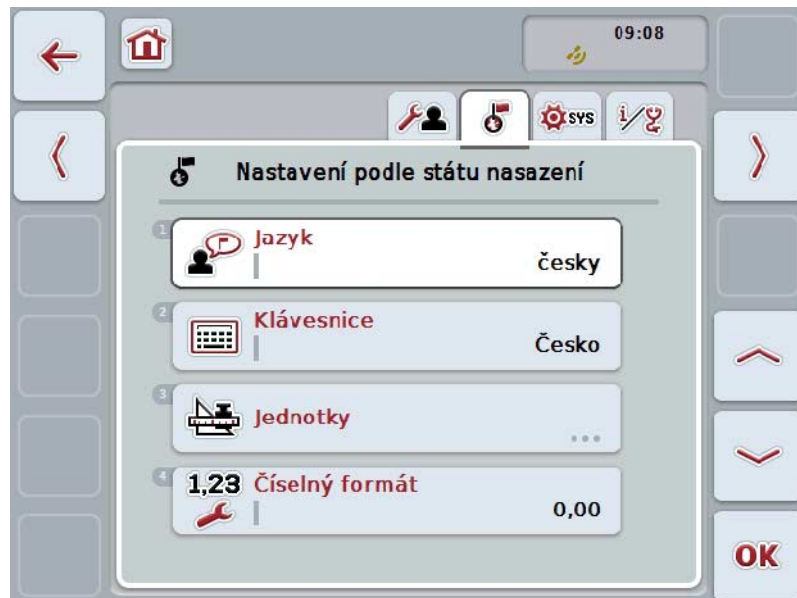 09:08
SYS
i/
Nastavení podle státu nasazení
1
Jazyk
česky
2
Klávesnice
Česko
3
Jednotky
...
4
1,23 Číselný formát
0,00
OK